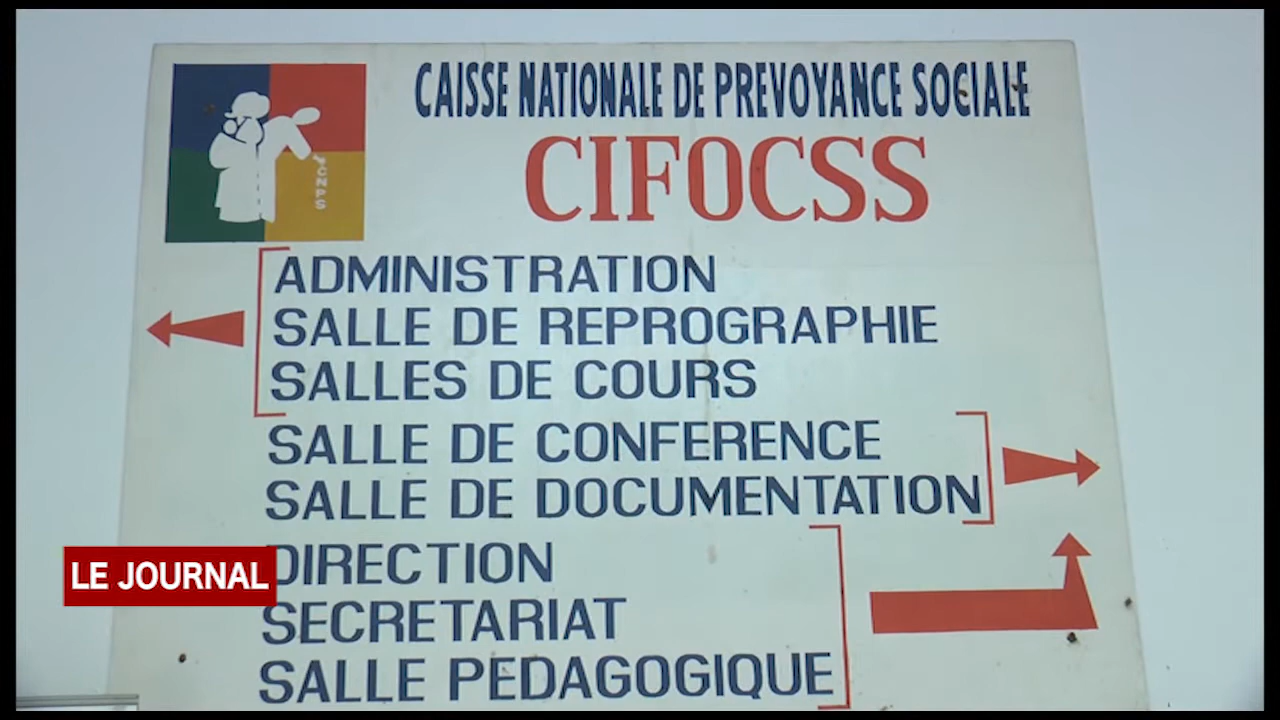 CAISSE NATIONALE DE PREVOYANCE SOCIALE
CIFOCSS
CNPS
ADMINISTRATION
SALLE DE REPROGRAPHIE
SALLES DE COURS
SALLE DE CONFERENCE
SALLE DE DOCUMENTATION
DIRECTION
SECRETARIAT
SALLE PEDAGOGIQUE
LE JOURNAL